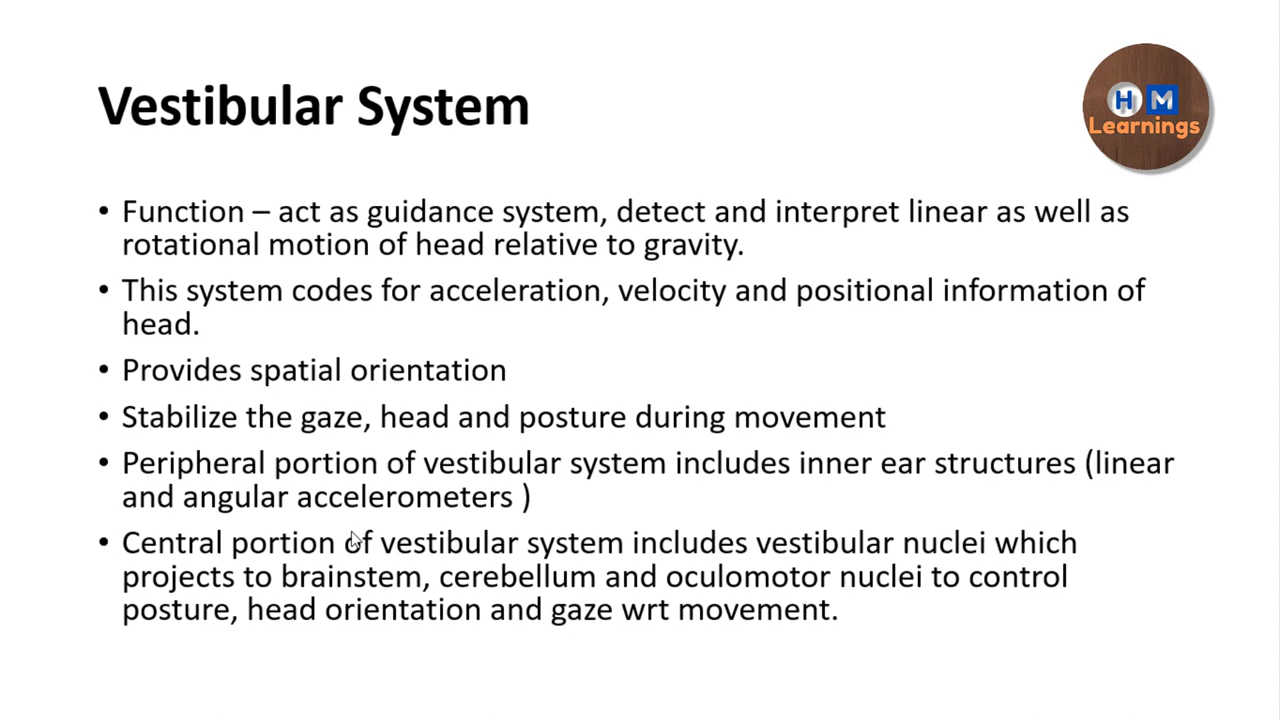 Vestibular System
H M
Learnings
• Function – act as guidance system, detect and interpret linear as well as
rotational motion of head relative to gravity.
• This system codes for acceleration, velocity and positional information of
head.
• Provides spatial orientation
• Stabilize the gaze, head and posture during movement
• Peripheral portion of vestibular system includes inner ear structures (linear
and angular accelerometers )
• Central portion of vestibular system includes vestibular nuclei which
projects to brainstem, cerebellum and oculomotor nuclei to control
posture, head orientation and gaze wrt movement.